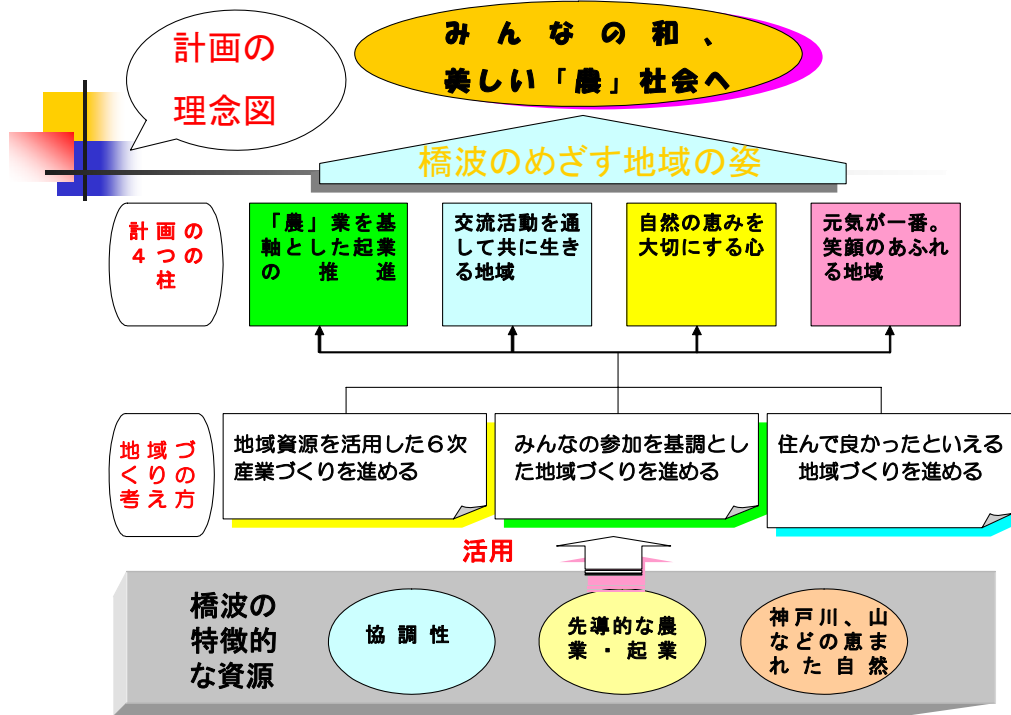 計画の
理念図
みんなの和、
美しい「農」社会へ
橋波のめざす地域の姿
計画の
４つの
柱
「農」業を基
軸とした起業
の推進
交流活動を通
して共に生き
る地域
自然の恵みを
大切にする心
元気が一番。
笑顔のあふれ
る地域
地域づ
くりの
考え方
地域資源を活用した６次
産業づくりを進める
みんなの参加を基調とし
た地域づくりを進める
住んで良かったといえる
地域づくりを進める
活用
橋波の
特徴的
な資源
協調性
先導的な農
業・起業
神戸川、山
などの恵ま
れた自然